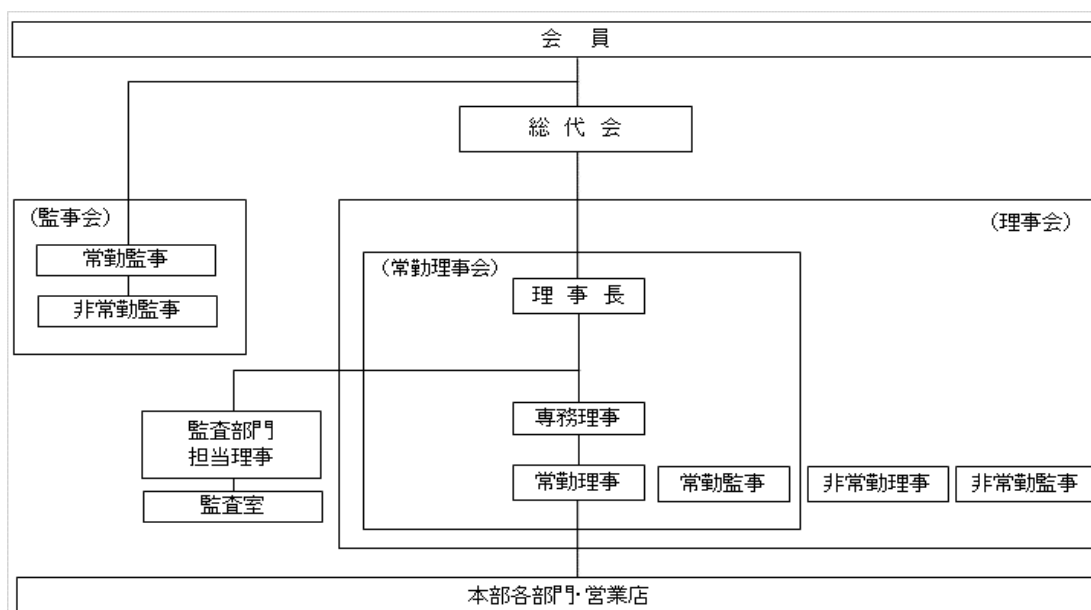 会 員
総 代 会
(監事会)
常勤監事
非常勤監事
(理事会)
(常勤理事会)
理 事 長
監査部門
担当理事
監査室
専務理事
常勤理事
常勤監事
非常勤理事
非常勤監事
本部各部門・営業店